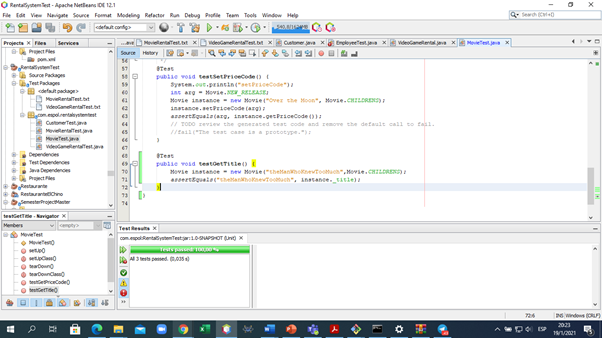 RentalSystemTest - Apache NetBeans IDE 12.1
File Edit View Navigate Source Refactor Run Debug Profile Team Tools Window Help
Search (Ctrl+I)
<default config>
Projects Files Services
...ave MovieRentalTest.txt VideoGameRentalTest.txt Customer.java EmployeeTest.java VideoGameRental.java MovieTest.java
Source History
Project Files
pom.xml
RentalSystemTest
Source Packages
Test Packages
<default package>
MovieRentalTest.txt
VideoGameRentalTest.txt
com.espol.rentalsystemtest
CustomerTest.java
MovieRentalTest.java
MovieTest.java
VideoGameRentalTest.java
Dependencies
Test Dependencies
Java Dependencies
Project Files
Restaurante
RestauranteElChino
SemesterProjectMaster
57 @Test
58 public void testSetPriceCode() {
59 System.out.println("setPriceCode");
60 int arg = Movie.NEW_RELEASE;
61 Movie instance = new Movie("Over the Moon", Movie.CHILDRENS);
62 instance.setPriceCode(arg);
63 assertEquals(arg, instance.getPriceCode());
64 // TODO review the generated test code and remove the default call to fail.
65 //fail("The test case is a prototype.");
66 }
67
68 @Test
69 public void testGetTitle() {
70 Movie instance = new Movie("theManWhoKnewTooMuch",Movie.CHILDRENS);
71 assertEquals("theManWhoKnewTooMuch", instance._title);
72 }
73 }
74
testGetTitle - Navigator
Members <empty>
MovieTest
MovieTest()
setUp()
setUpClass()
tearDown()
tearDownClass()
testGetPriceCode()
testGetTitle()
Test Results
com.espol:RentalSystemTest:jar:1.0-SNAPSHOT (Unit)
Tests passed: 100,00 %
All 3 tests passed. (0,035 s)
72:6 INS Windows (CRLF)
ESP
20:23
19/1/2021